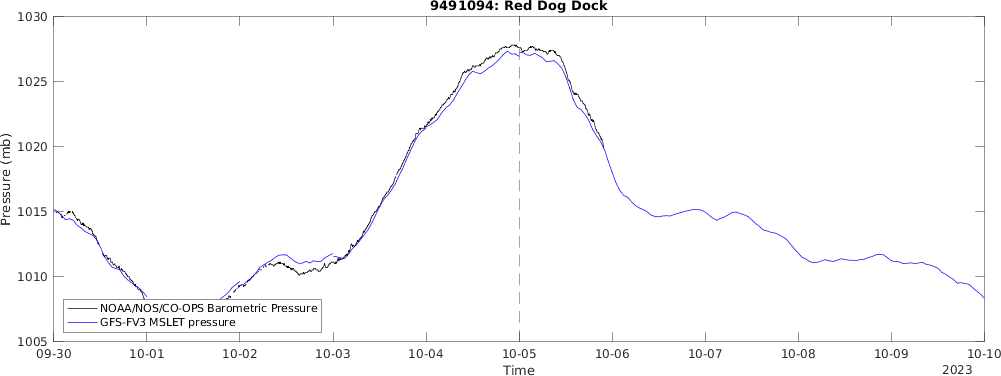 9491094: Red Dog Dock
Pressure (mb)
1030
1025
1020
1015
1010
1005
NOAA/NOS/CO-OPS Barometric Pressure
GFS-FV3 MSLET pressure
09-30 10-01 10-02 10-03 10-04 10-05 10-06 10-07 10-08 10-09 10-10
Time
2023